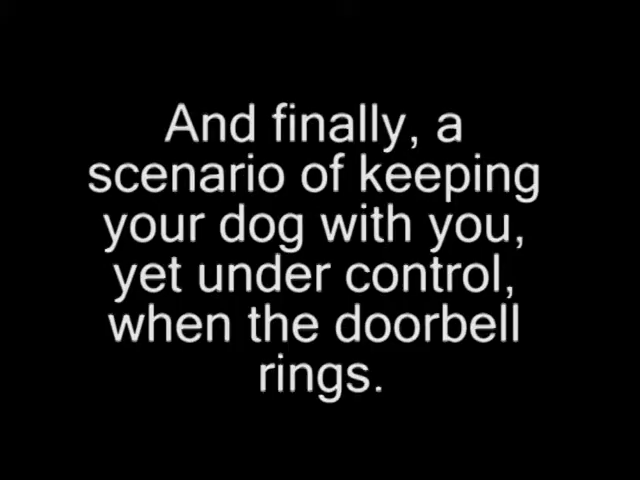 And finally, a
scenario of keeping
your dog with you,
yet under control,
when the doorbell
rings.